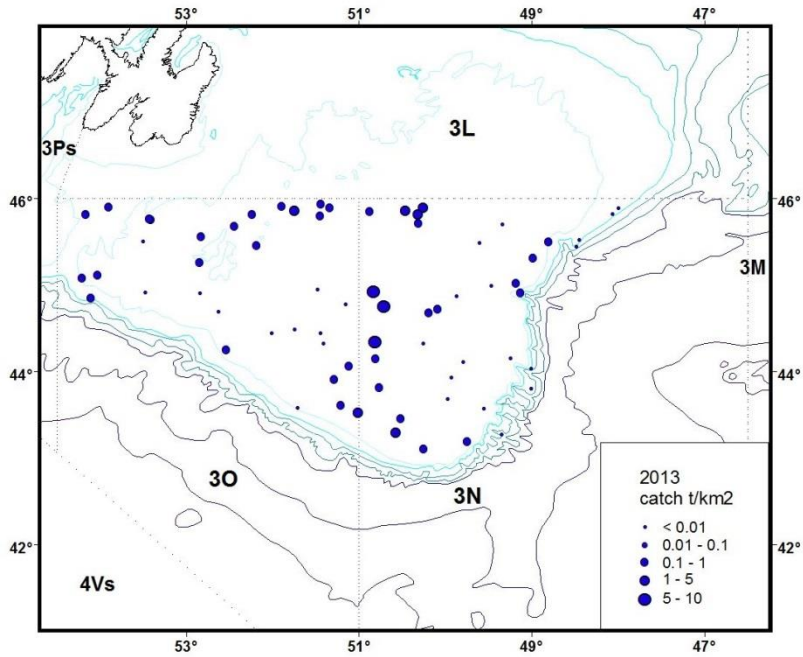 53° 51° 49° 47°
3L
3Ps
46° 46°
3M
44° 44°
3O 3N
2013
catch t/km2
< 0.01
0.01 - 0.1
0.1 - 1
1 - 5
5 - 10
42° 42°
4Vs
53° 51° 49° 47°